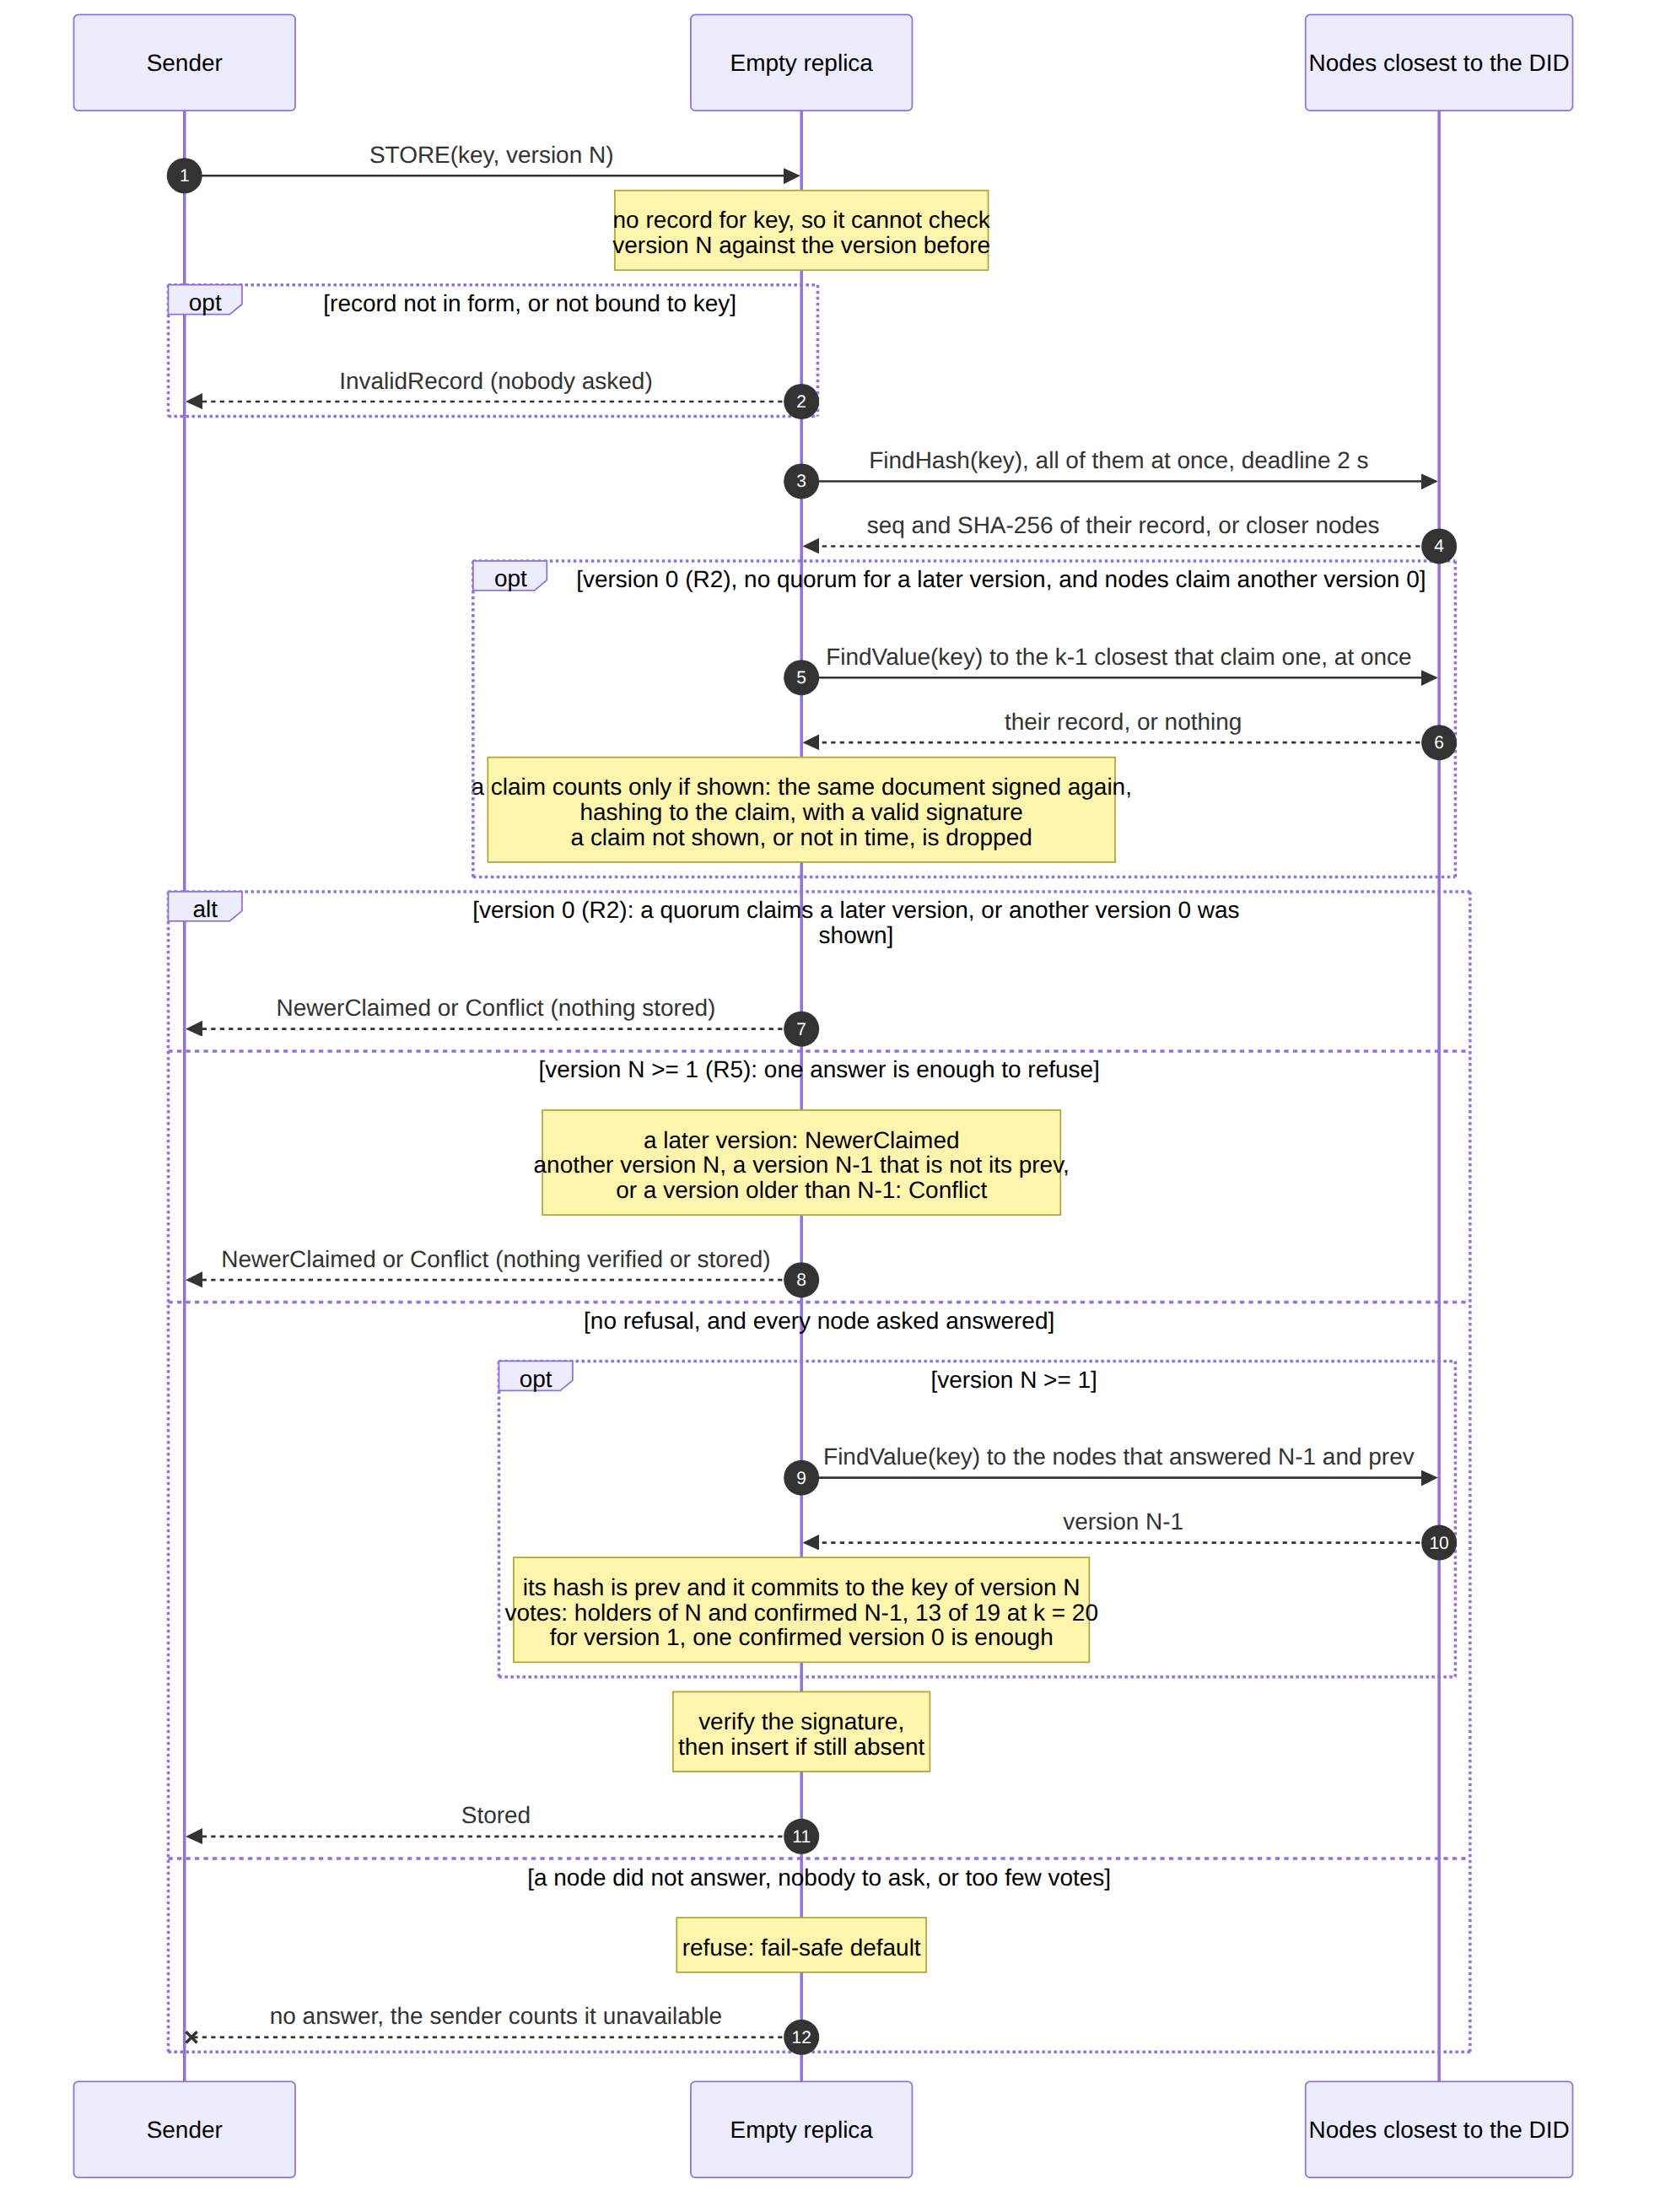 Sender
Empty replica
Nodes closest to the DID
STORE(key, version N)
1
no record for key, so it cannot check
version N against the version before
opt
[record not in form, or not bound to key]
InvalidRecord (nobody asked)
2
FindHash(key), all of them at once, deadline 2 s
3
seq and SHA-256 of their record, or closer nodes
4
opt
[version 0 (R2), no quorum for a later version, and nodes claim another version 0]
FindValue(key) to the k-1 closest that claim one, at once
5
their record, or nothing
6
a claim counts only if shown: the same document signed again,
hashing to the claim, with a valid signature
a claim not shown, or not in time, is dropped
alt
[version 0 (R2): a quorum claims a later version, or another version 0 was
shown]
NewerClaimed or Conflict (nothing stored)
7
[version N >= 1 (R5): one answer is enough to refuse]
a later version: NewerClaimed
another version N, a version N-1 that is not its prev,
or a version older than N-1: Conflict
NewerClaimed or Conflict (nothing verified or stored)
8
[no refusal, and every node asked answered]
opt
[version N >= 1]
FindValue(key) to the nodes that answered N-1 and prev
9
version N-1
10
its hash is prev and it commits to the key of version N
votes: holders of N and confirmed N-1, 13 of 19 at k = 20
for version 1, one confirmed version 0 is enough
verify the signature,
then insert if still absent
Stored
11
[a node did not answer, nobody to ask, or too few votes]
refuse: fail-safe default
no answer, the sender counts it unavailable
12
Sender
Empty replica
Nodes closest to the DID